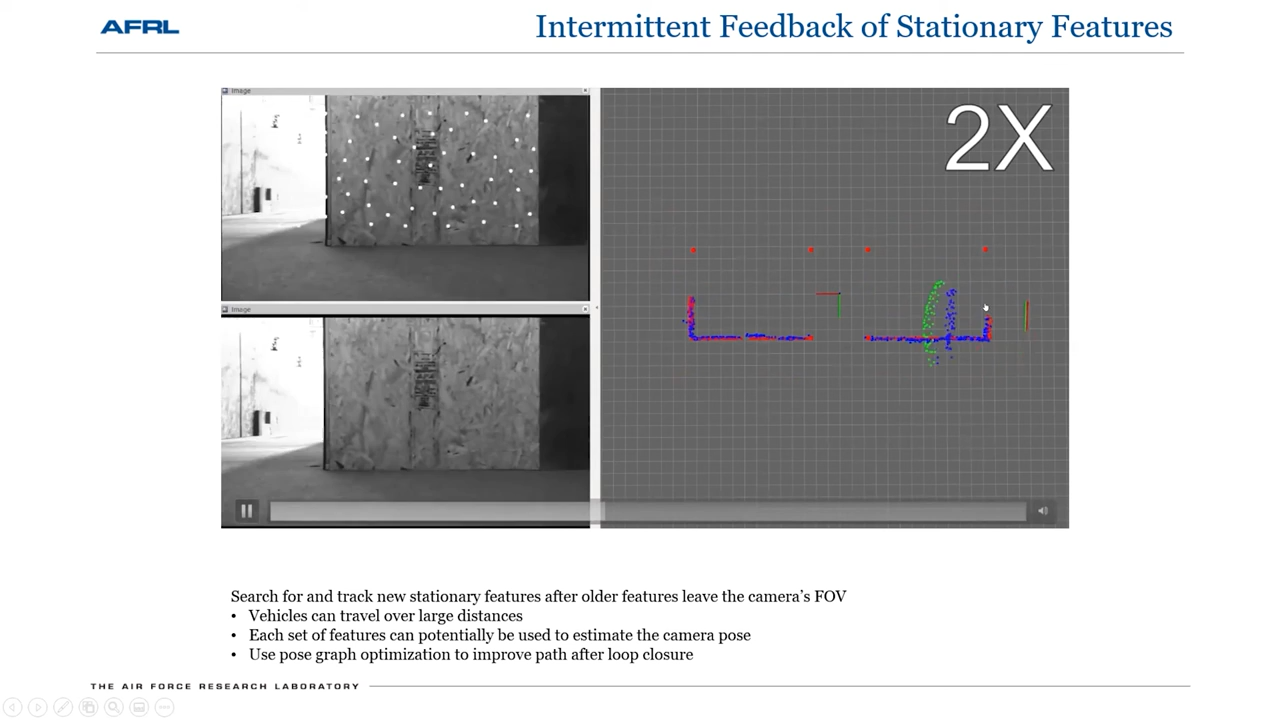 AFRL
Intermittent Feedback of Stationary Features
Image
2X
Image
Search for and track new stationary features after older features leave the camera's FOV
• Vehicles can travel over large distances
• Each set of features can potentially be used to estimate the camera pose
• Use pose graph optimization to improve path after loop closure
THE AIR FORCE RESEARCH LABORATORY